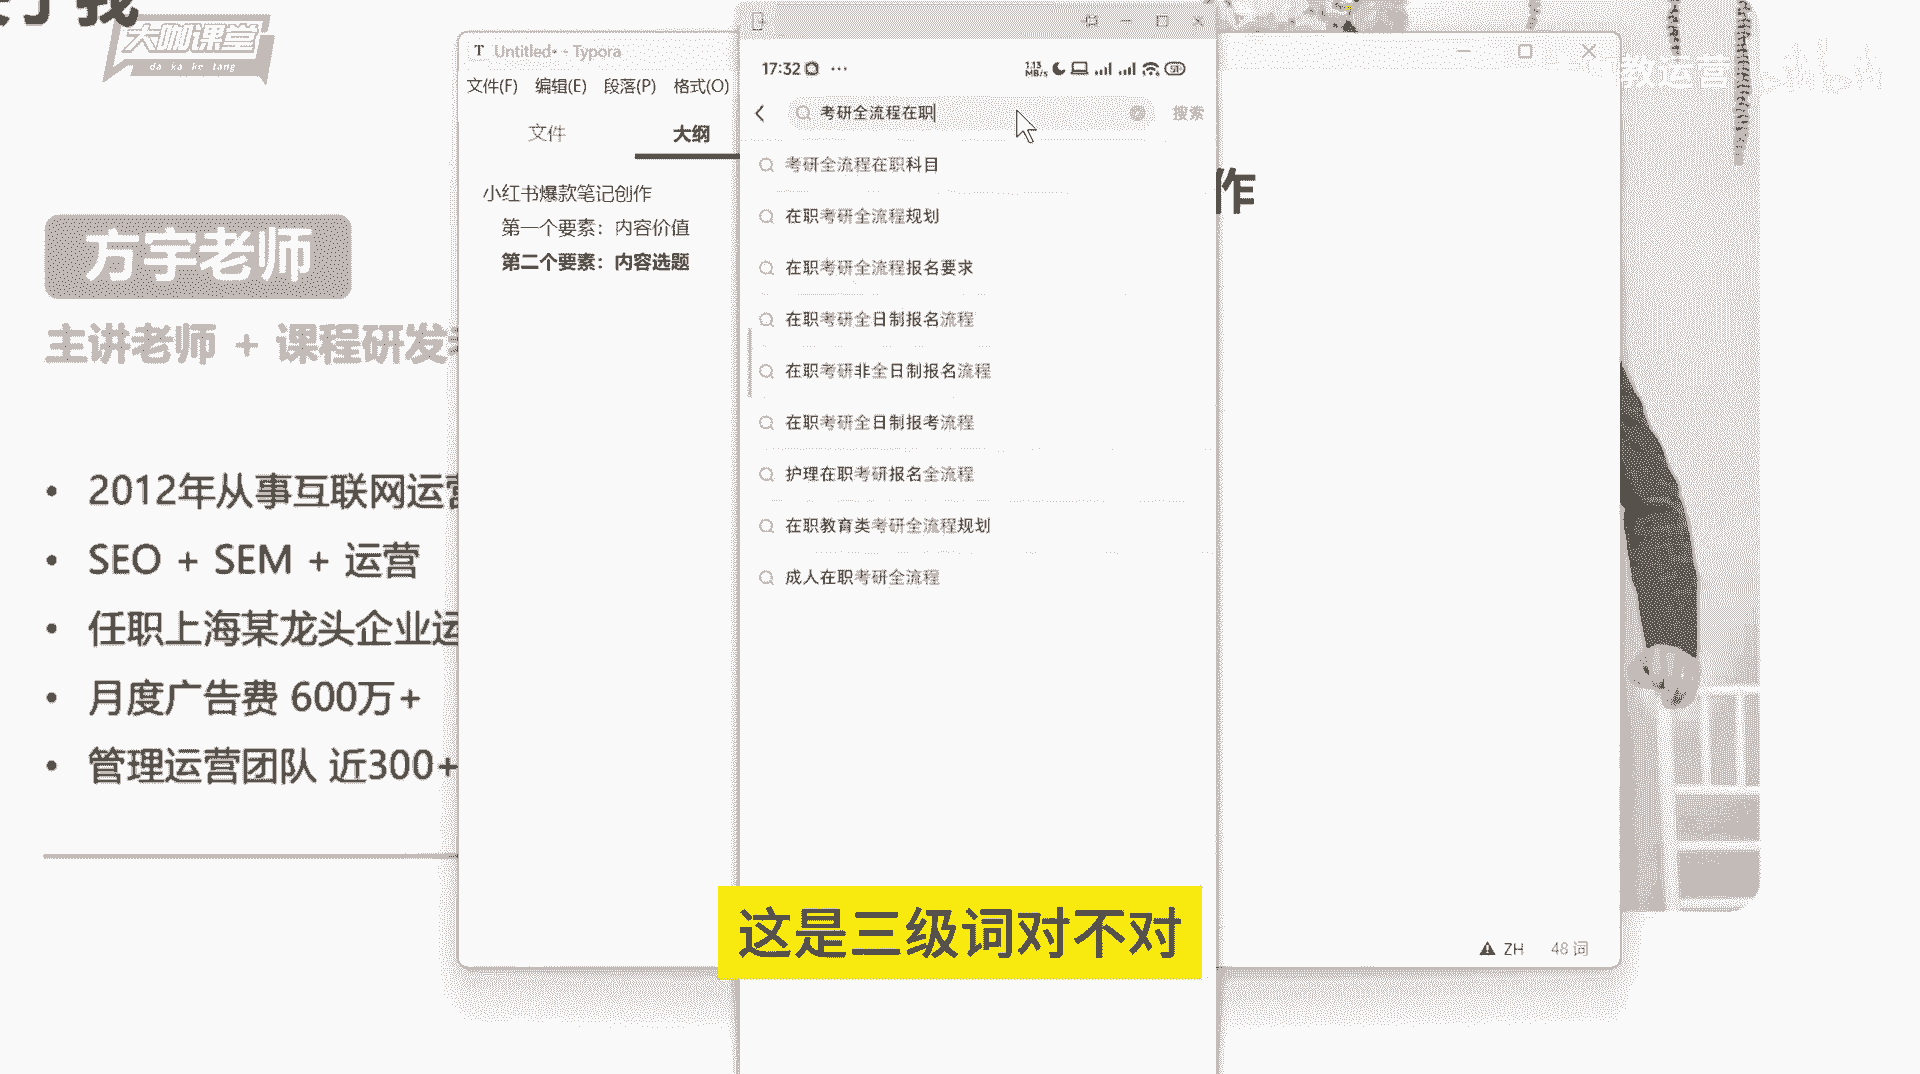 大咖课堂
da ka ke tang
方宇老师
主讲老师 + 课程研发
2012年从事互联网运营
SEO + SEM + 运营
任职上海某龙头企业运
月度广告费 600万+
管理运营团队 近300+
Untitled• - Typora
文件(F) 编辑(E) 段落(P) 格式(O)
文件 大纲
小红书爆款笔记创作
第一个要素：内容价值
第二个要素：内容选题
17:32
1.13 MB/s
考研全流程在职
搜索
考研全流程在职科目
在职考研全流程规划
在职考研全流程报名要求
在职考研全日制报名流程
在职考研非全日制报名流程
在职考研全日制报考流程
护理在职考研报名全流程
在职教育类考研全流程规划
成人在职考研全流程
作
教运营
bilibili
ZH 48 词
这是三级词对不对